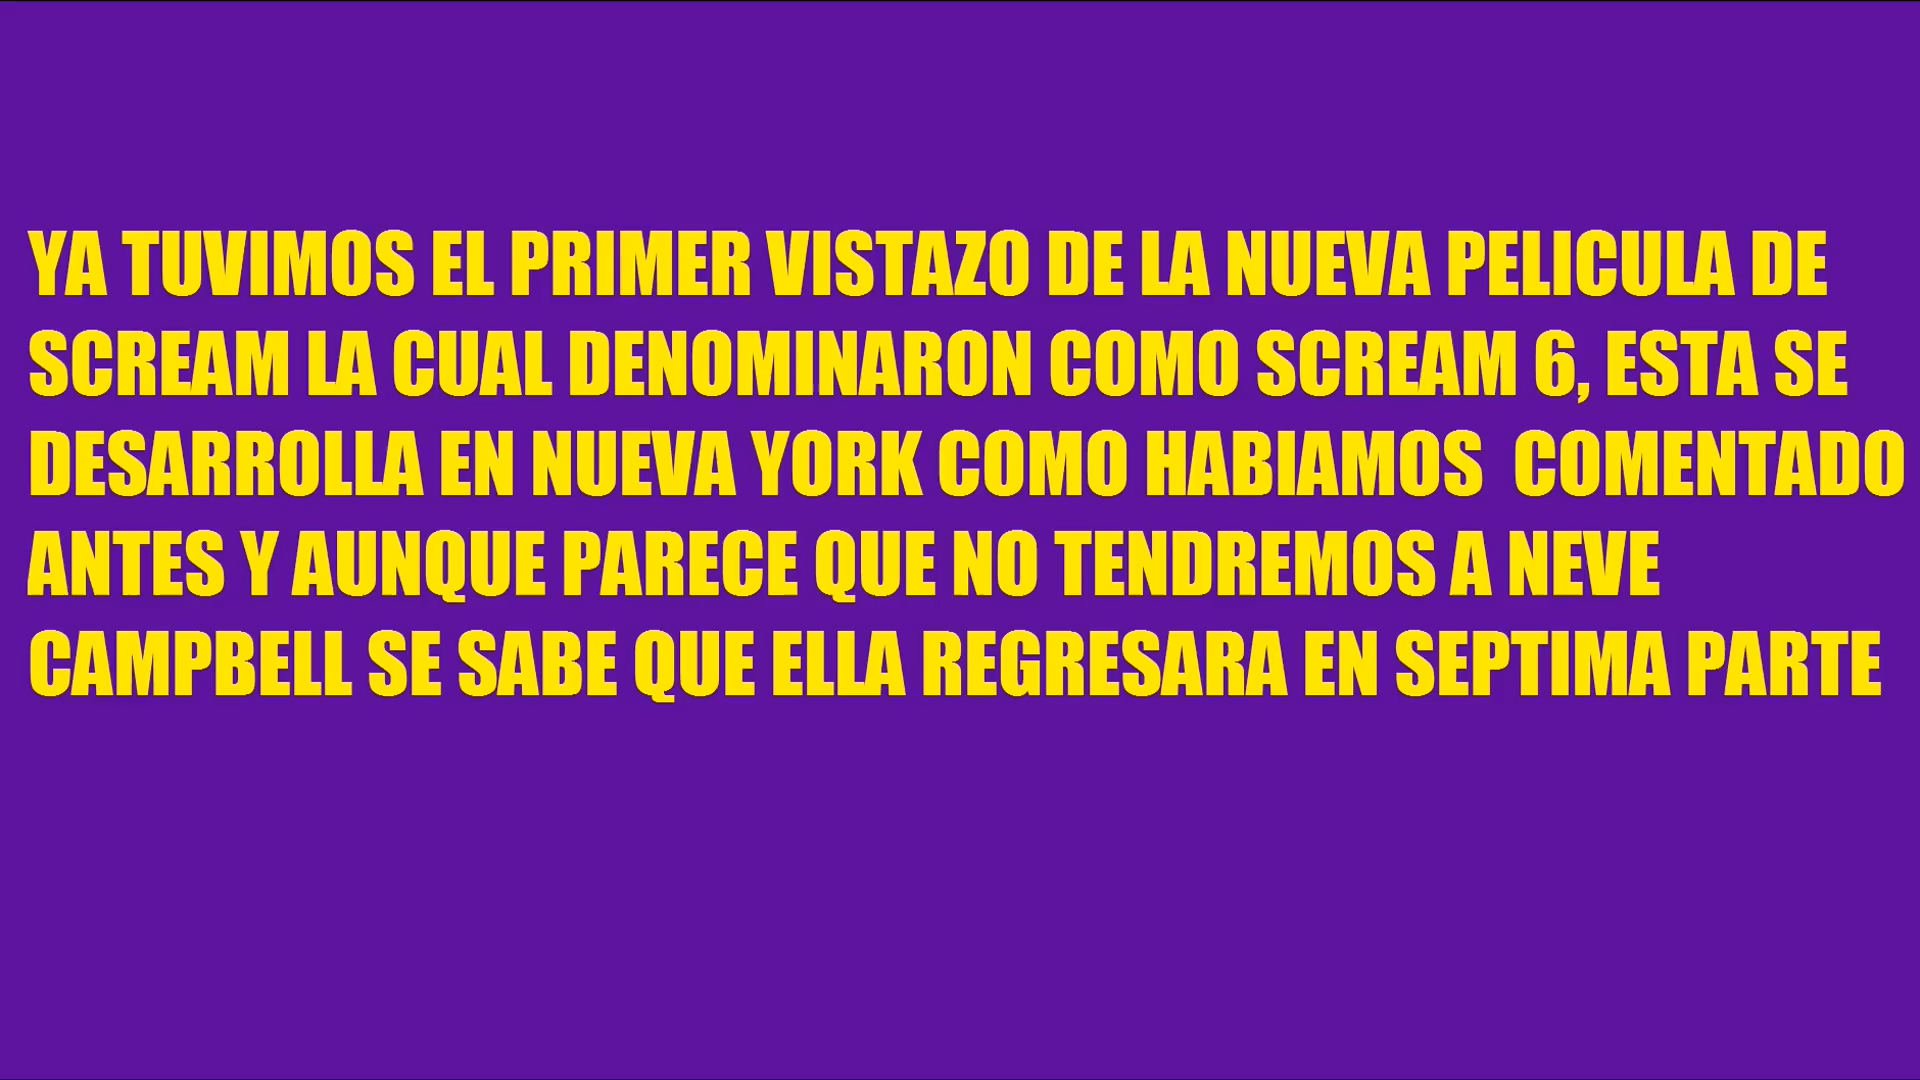 YA TUVIMOS EL PRIMER VISTAZO DE LA NUEVA PELICULA DE
SCREAM LA CUAL DENOMINARON COMO SCREAM 6, ESTA SE
DESARROLLA EN NUEVA YORK COMO HABIAMOS  COMENTADO
ANTES Y AUNQUE PARECE QUE NO TENDREMOS A NEVE
CAMPBELL SE SABE QUE ELLA REGRESARA EN SEPTIMA PARTE